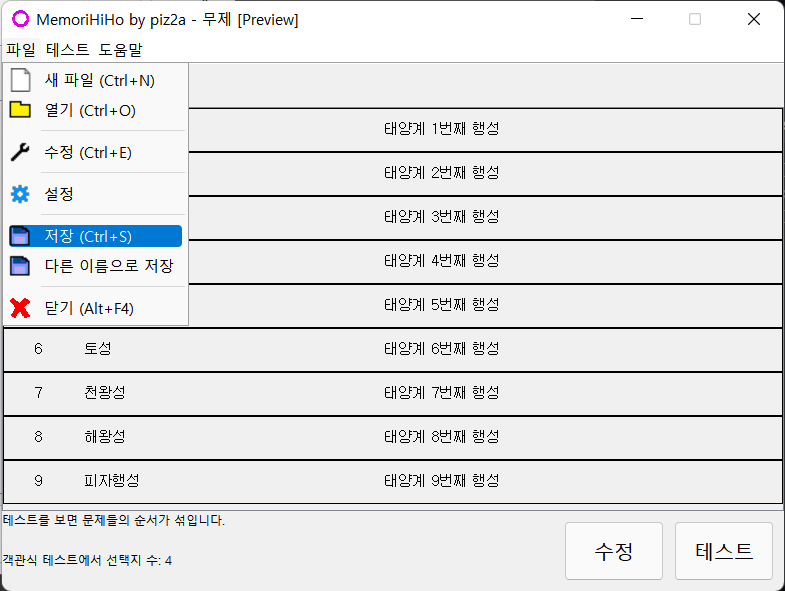 MemoriHiHo by piz2a - 무제 [Preview]
파일 테스트 도움말
새 파일 (Ctrl+N)
열기 (Ctrl+O)
수정 (Ctrl+E)
설정
저장 (Ctrl+S)
다른 이름으로 저장
닫기 (Alt+F4)
태양계 1번째 행성
태양계 2번째 행성
태양계 3번째 행성
태양계 4번째 행성
태양계 5번째 행성
6 토성 태양계 6번째 행성
7 천왕성 태양계 7번째 행성
8 해왕성 태양계 8번째 행성
9 피자행성 태양계 9번째 행성
테스트를 보면 문제들의 순서가 섞입니다.
객관식 테스트에서 선택지 수: 4
수정 테스트